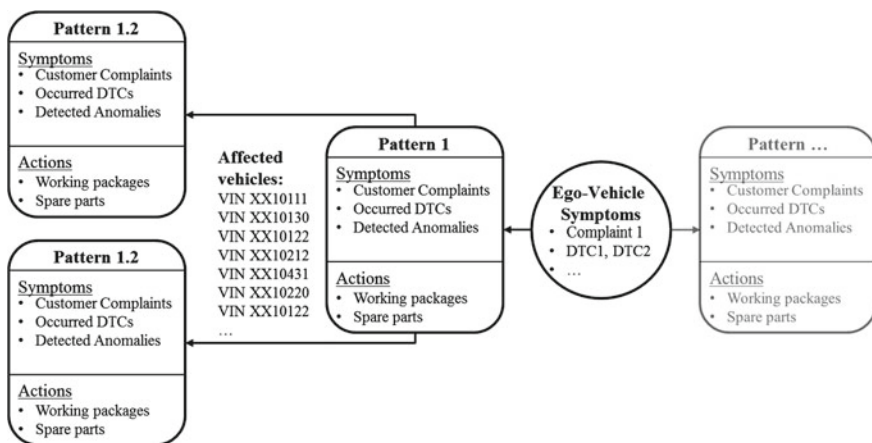 Pattern 1.2
Symptoms
• Customer Complaints
• Occurred DTCs
• Detected Anomalies
Actions
• Working packages
• Spare parts
Pattern 1.2
Symptoms
• Customer Complaints
• Occurred DTCs
• Detected Anomalies
Actions
• Working packages
• Spare parts
Affected
vehicles:
VIN XX10111
VIN XX10130
VIN XX10122
VIN XX10212
VIN XX10431
VIN XX10220
VIN XX10122
…
Pattern 1
Symptoms
• Customer Complaints
• Occurred DTCs
• Detected Anomalies
Actions
• Working packages
• Spare parts
Ego-Vehicle
Symptoms
• Complaint 1
• DTC1, DTC2
• …
Pattern …
Symptoms
• Customer Complaints
• Occurred DTCs
• Detected Anomalies
Actions
• Working packages
• Spare parts